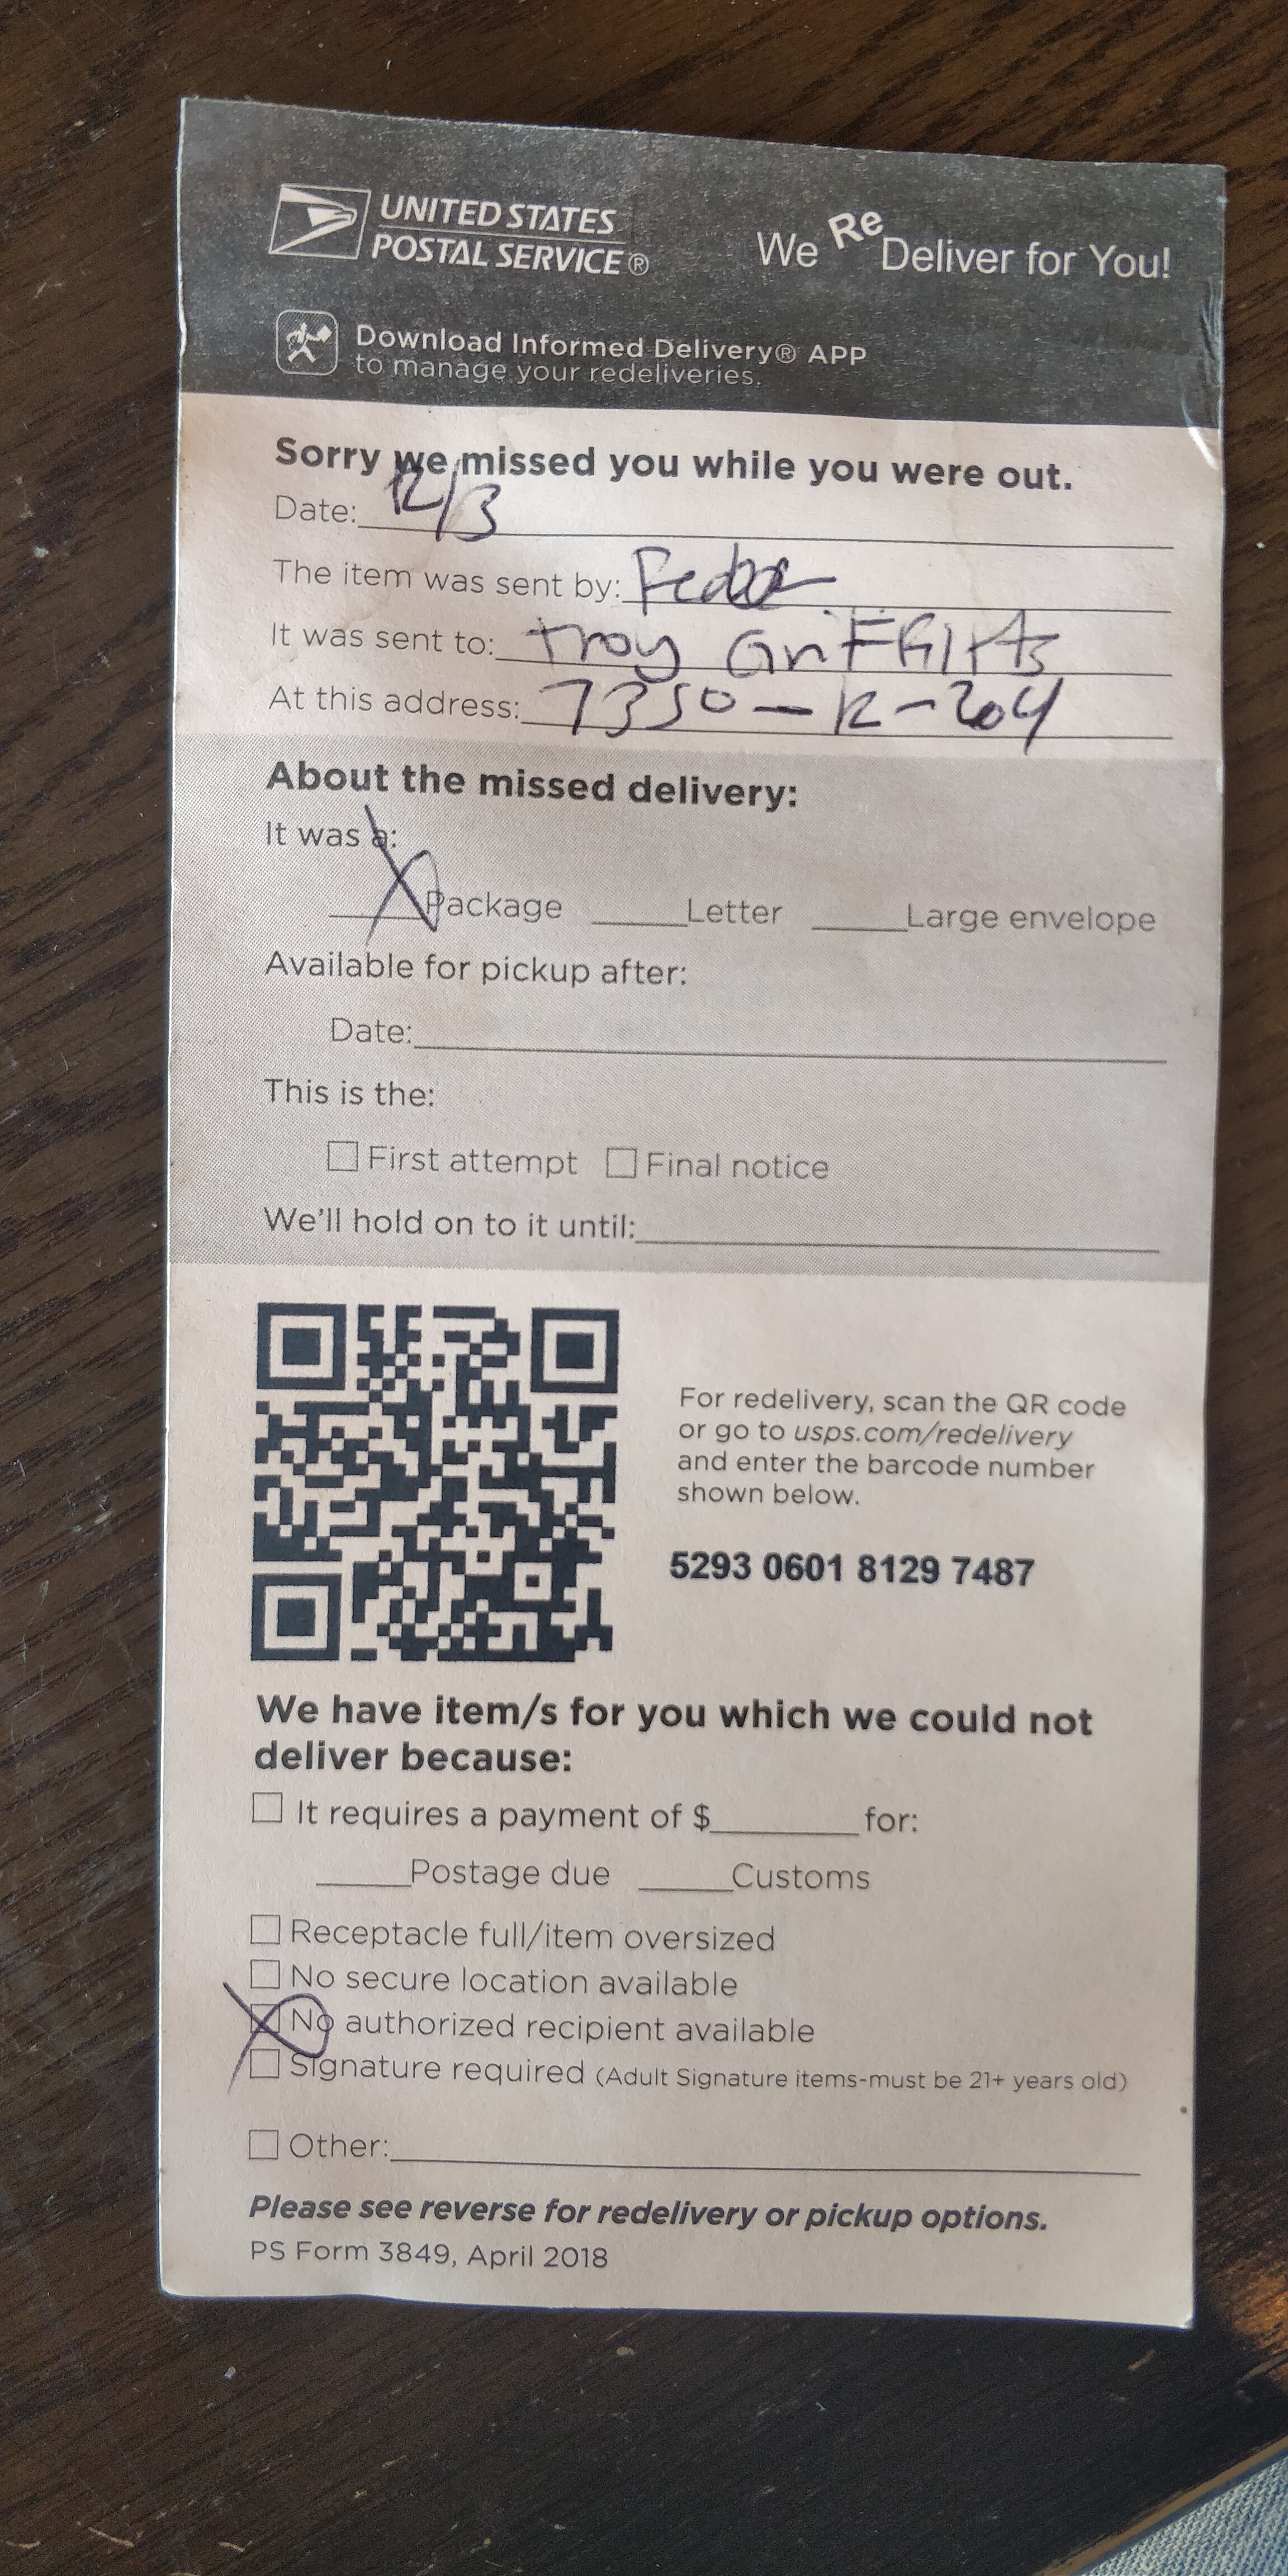 UNITED STATES
POSTAL SERVICE®
We Re Deliver for You!
Download Informed Delivery® APP
to manage your redeliveries.
Sorry we missed you while you were out.
Date: 12/3
The item was sent by:
It was sent to: Troy Griffiths
At this address: 7350-12-204
About the missed delivery:
It was a:
X Package ____Letter ____Large envelope
Available for pickup after:
Date:
This is the:
☐ First attempt ☐ Final notice
We'll hold on to it until:
For redelivery, scan the QR code
or go to usps.com/redelivery
and enter the barcode number
shown below.
5293 0601 8129 7487
We have item/s for you which we could not
deliver because:
☐ It requires a payment of $____ for:
____Postage due ____Customs
☐ Receptacle full/item oversized
☐ No secure location available
☒ No authorized recipient available
☐ Signature required (Adult Signature items-must be 21+ years old)
☐ Other:
Please see reverse for redelivery or pickup options.
PS Form 3849, April 2018